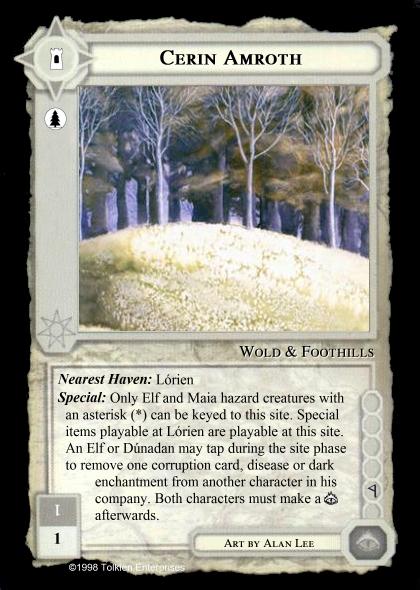 CERIN AMROTH
WOLD & FOOTHILLS
Nearest Haven: Lórien
Special: Only Elf and Maia hazard creatures with
an asterisk (*) can be keyed to this site. Special
items playable at Lórien are playable at this site.
An Elf or Dúnadan may tap during the site phase
to remove one corruption card, disease or dark
enchantment from another character in his
company. Both characters must make a
afterwards.
I
1
ART BY ALAN LEE
©1998 Tolkien Enterprises